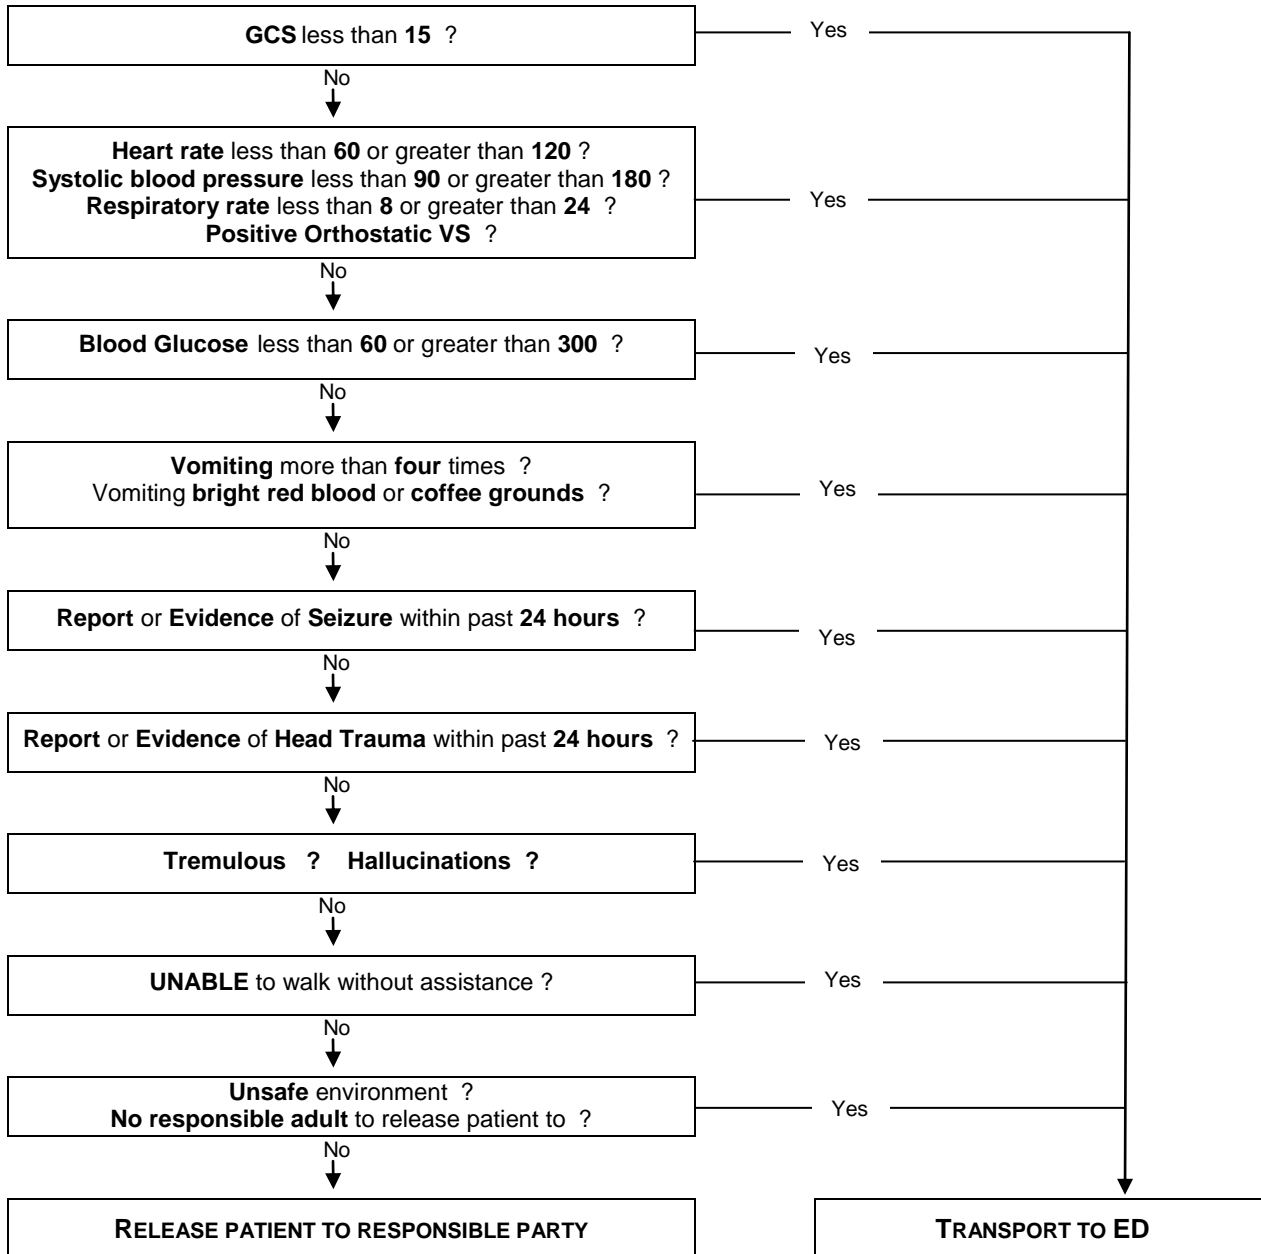 GCS less than 15 ?
Yes
No
Heart rate less than 60 or greater than 120 ?
Systolic blood pressure less than 90 or greater than 180 ?
Respiratory rate less than 8 or greater than 24 ?
Positive Orthostatic VS ?
Yes
No
Blood Glucose less than 60 or greater than 300 ?
Yes
No
Vomiting more than four times ?
Vomiting bright red blood or coffee grounds ?
Yes
No
Report or Evidence of Seizure within past 24 hours ?
Yes
No
Report or Evidence of Head Trauma within past 24 hours ?
Yes
No
Tremulous ? Hallucinations ?
Yes
No
UNABLE to walk without assistance ?
Yes
No
Unsafe environment ?
No responsible adult to release patient to ?
Yes
No
RELEASE PATIENT TO RESPONSIBLE PARTY
TRANSPORT TO ED